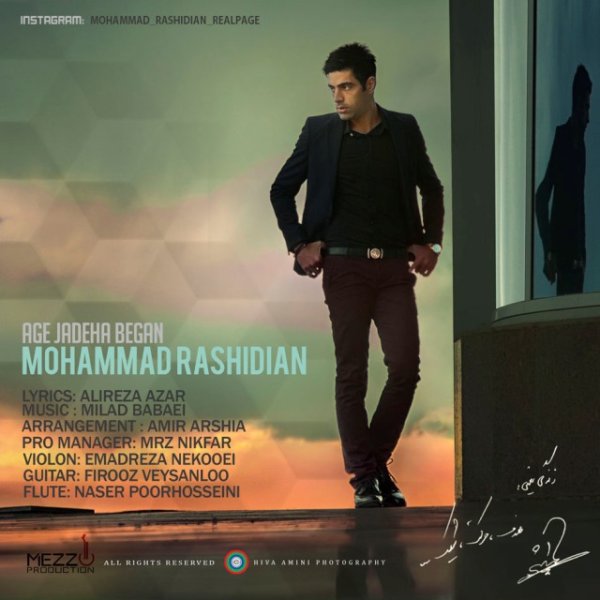 INSTAGRAM: MOHAMMAD_RASHIDIAN_REALPAGE
AGE JADEHA BEGAN
MOHAMMAD RASHIDIAN
LYRICS: ALIREZA AZAR
MUSIC : MILAD BABAEI
ARRANGEMENT : AMIR ARSHIA
PRO MANAGER: MRZ NIKFAR
VIOLON: EMADREZA NEKOOEI
GUITAR: FIROOZ VEYSANLOO
FLUTE: NASER POORHOSSEINI
MEZZO
PRODUCTION
ALL RIGHTS RESERVED HIVA AMINI PHOTOGRAPHY